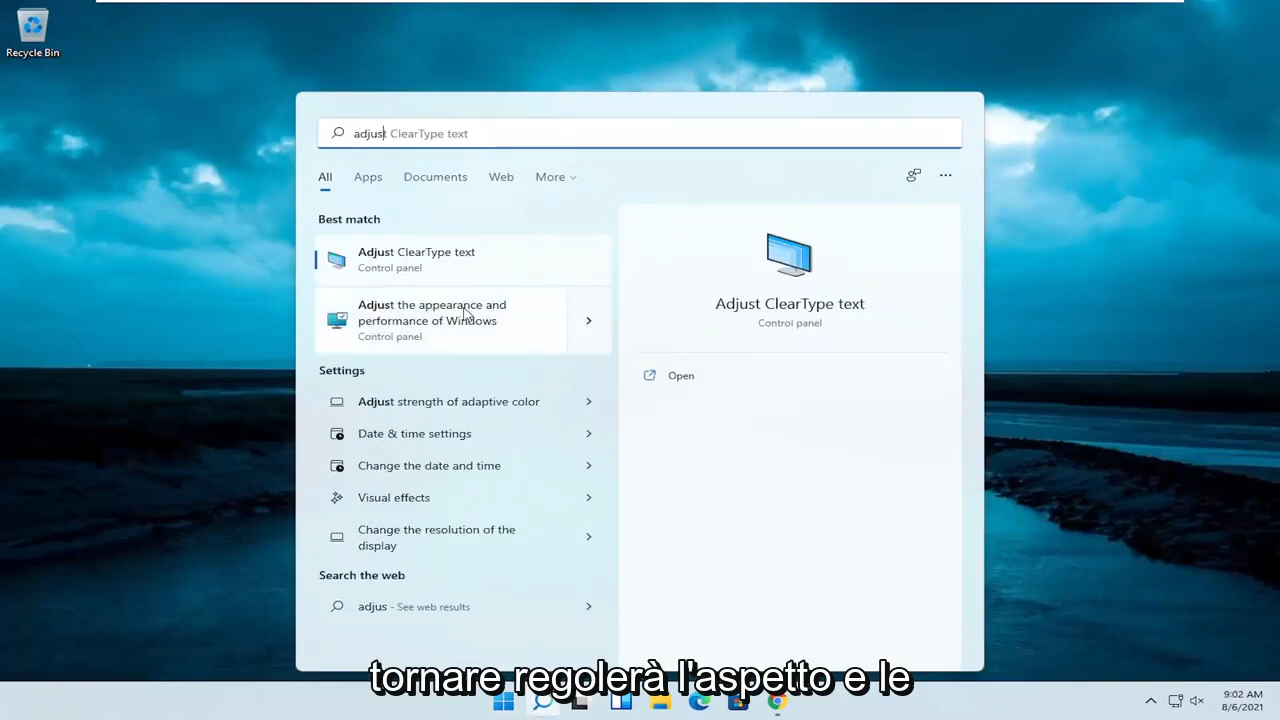 Recycle Bin
adjust ClearType text
All Apps Documents Web More
Best match
Adjust ClearType text
Control panel
Adjust the appearance and
performance of Windows
Control panel
Settings
Adjust strength of adaptive color
Date & time settings
Change the date and time
Visual effects
Change the resolution of the
display
Search the web
adjus - See web results
Adjust ClearType text
Control panel
Open
tornare regolerà l'aspetto e le
9:02 AM
8/6/2021